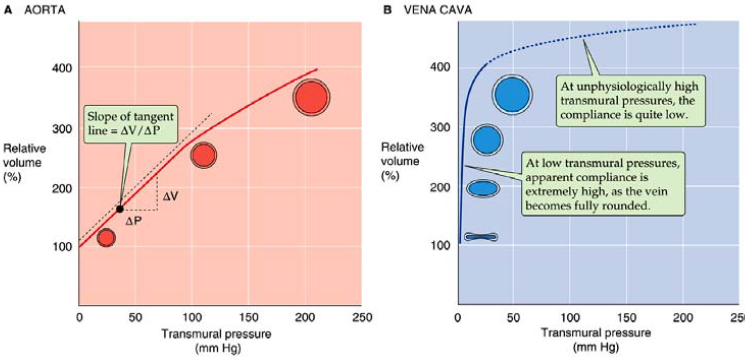 A AORTA
400
300
200
100
Relative
volume
(%)
Slope of tangent
line = ΔV/ΔP
ΔV
ΔP
0
50
100
150
200
250
Transmural pressure
(mm Hg)
B VENA CAVA
400
300
200
100
Relative
volume
(%)
At unphysiologically high
transmural pressures, the
compliance is quite low.
At low transmural pressures,
apparent compliance is
extremely high, as the vein
becomes fully rounded.
0
50
100
150
200
250
Transmural pressure
(mm Hg)